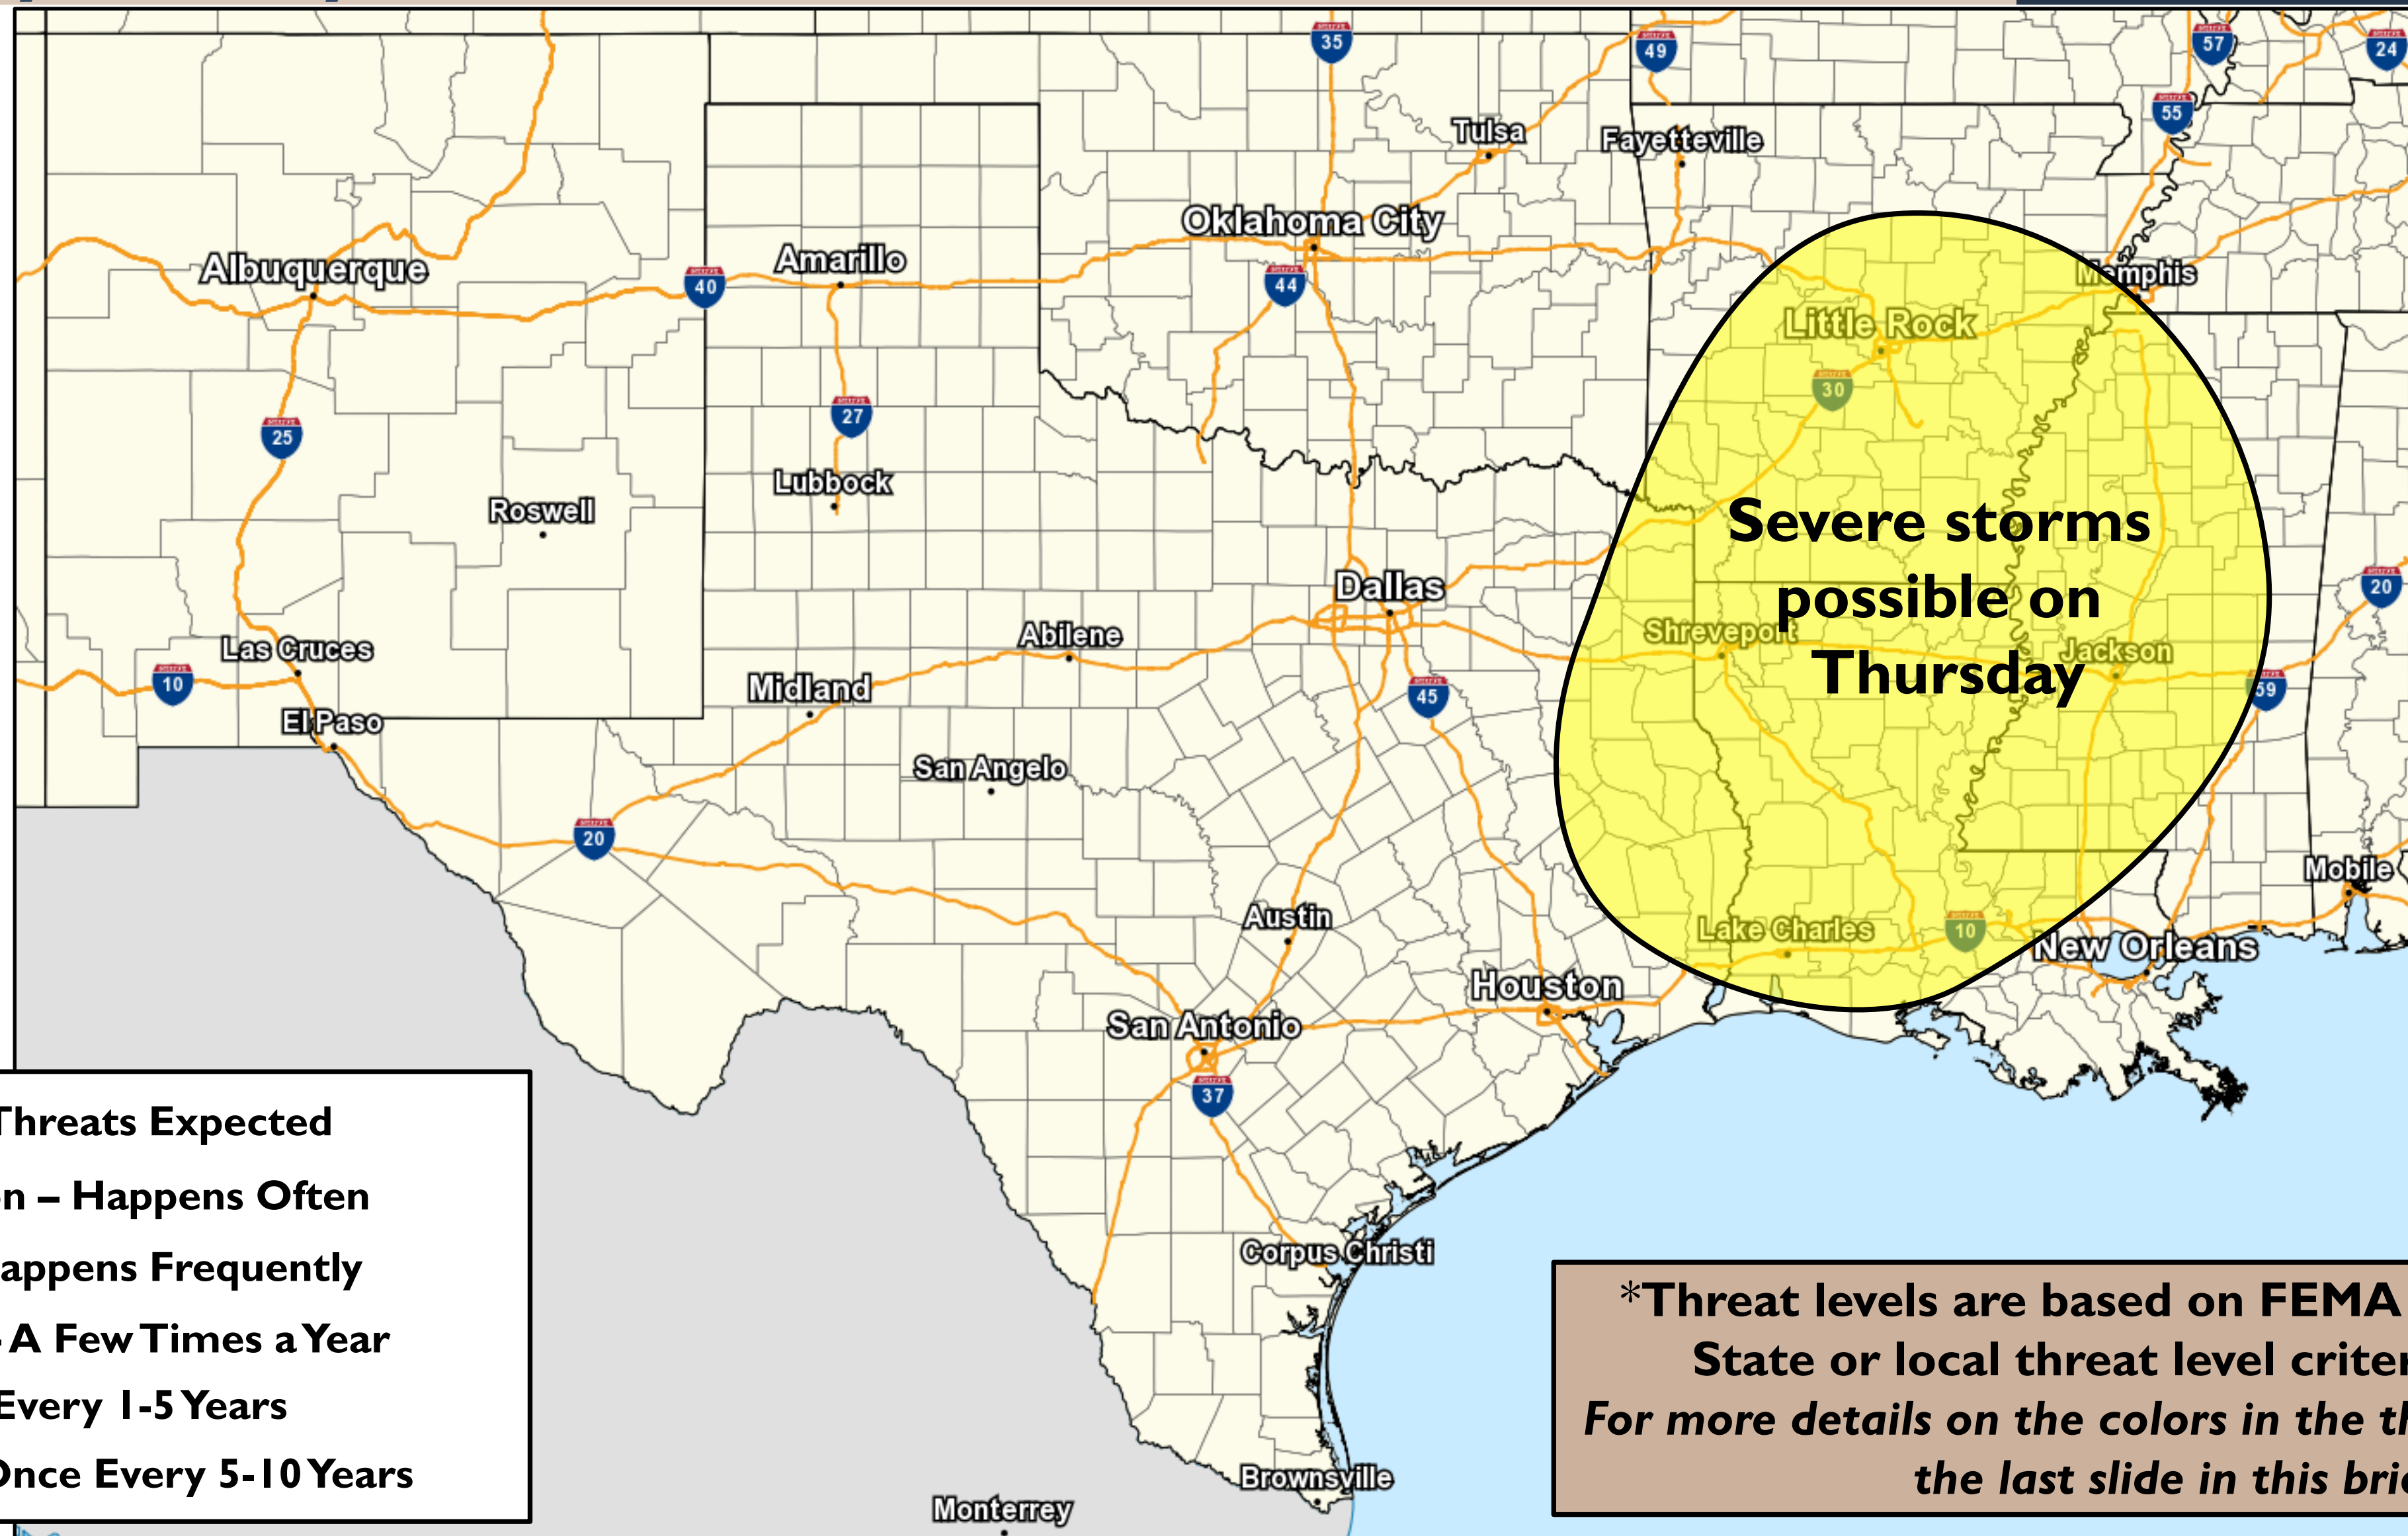 35
49
57
24
55
Tulsa
Fayetteville
Oklahoma City
Albuquerque
Amarillo
Memphis
40
44
Little Rock
30
27
25
Lubbock
Roswell
Severe storms
possible on
Thursday
Dallas
20
Abilene
Shreveport
Jackson
Las Cruces
10
Midland
45
59
El Paso
San Angelo
20
Mobile
Austin
Lake Charles
10
New Orleans
Houston
San Antonio
37
Threats Expected
n – Happens Often
appens Frequently
- A Few Times a Year
Every 1-5 Years
Once Every 5-10 Years
Corpus Christi
Brownsville
Monterrey
*Threat levels are based on FEMA
State or local threat level criter
For more details on the colors in the th
the last slide in this brie